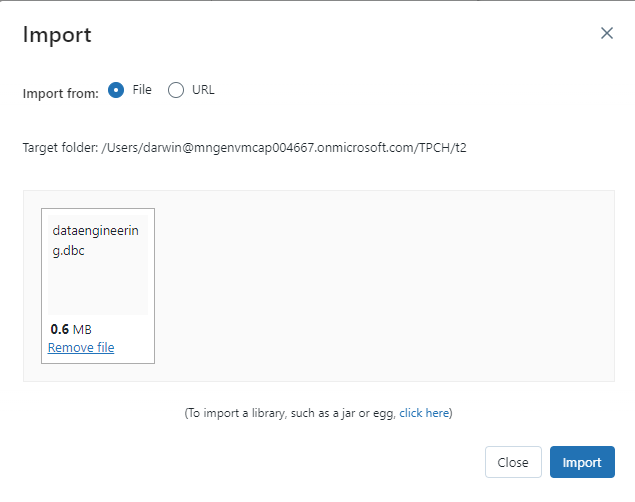 Import
Import from: File URL
Target folder: /Users/darwin@mngenvmcap004667.onmicrosoft.com/TPCH/t2
dataengineerin
g.dbc
0.6 MB
Remove file
(To import a library, such as a jar or egg, click here)
Close Import